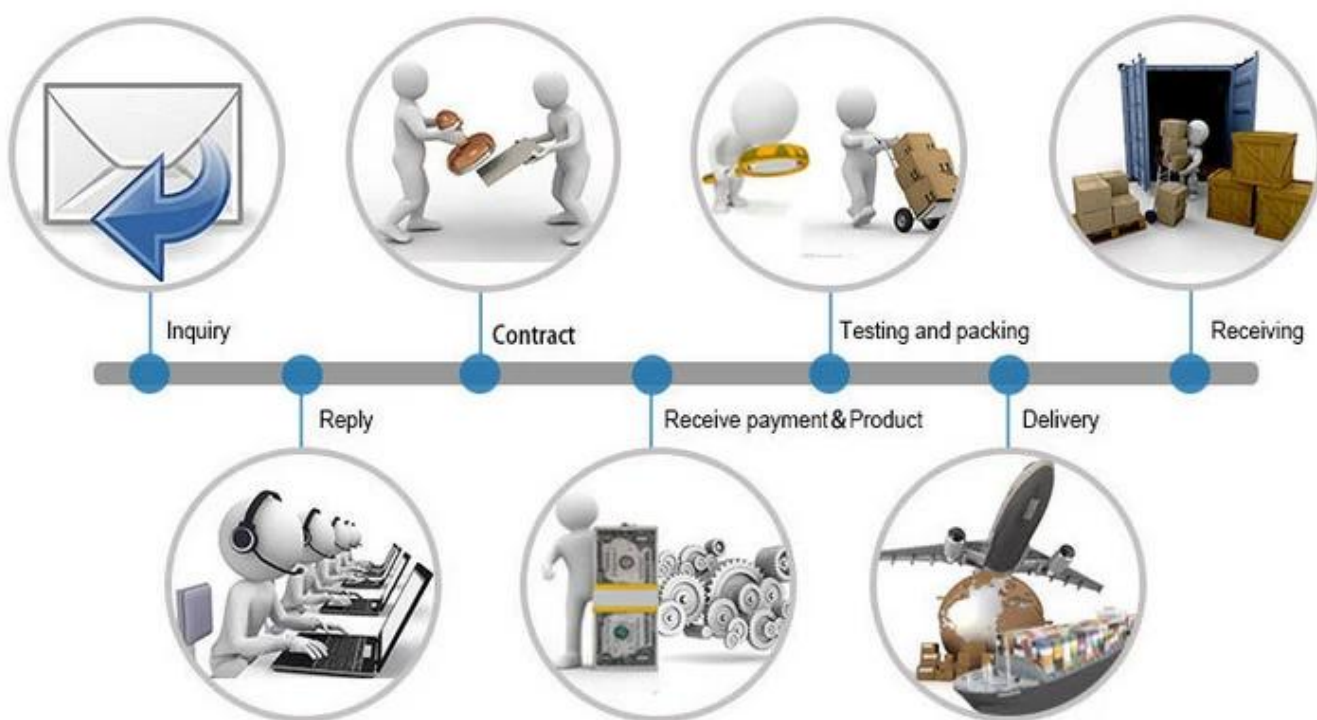 Inquiry
Reply
Contract
Receive payment & Product
Testing and packing
Delivery
Receiving